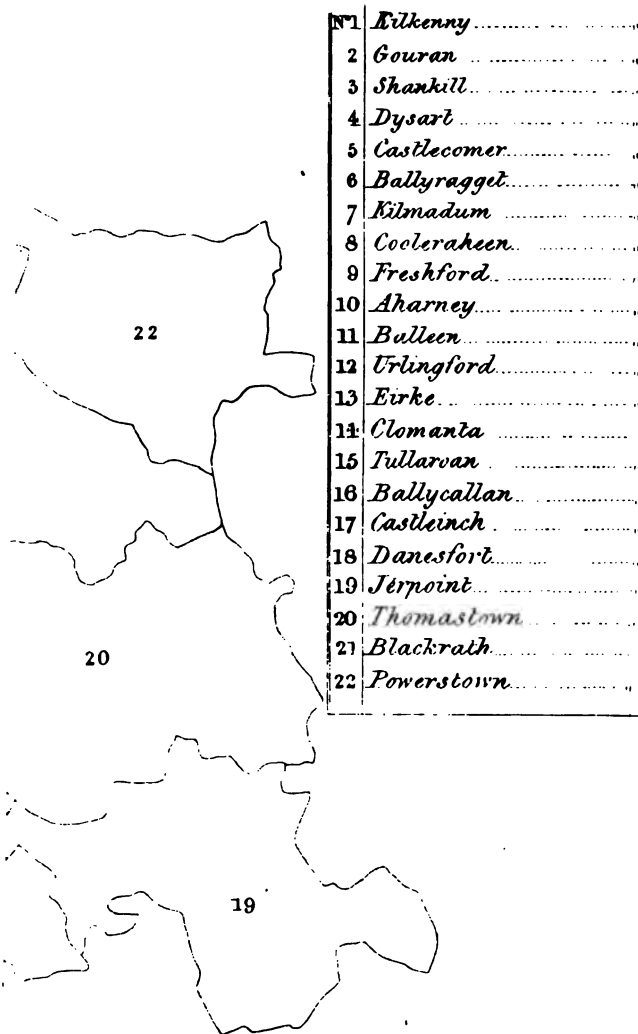 Nº1 Kilkenny
2 Gouran
3 Shankill
4 Dysart
5 Castlecomer
6 Ballyragget
7 Kilmadum
8 Cooleraheen
9 Freshford
10 Aharney
11 Balleen
12 Urlingford
13 Eirke
14 Clomanta
15 Tullaroan
16 Ballycallan
17 Castleinch
18 Danesfort
19 Jerpoint
20 Thomastown
21 Blackrath
22 Powerstown
22
20
19